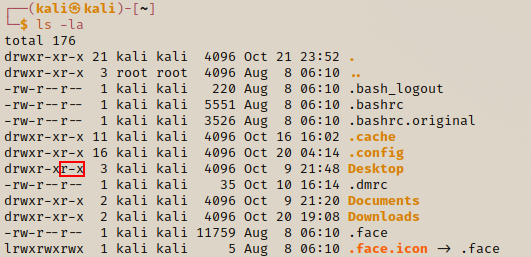 ┌──(kali㉿kali)-[~]
└─$ ls -la
total 176
drwxr-xr-x 21 kali kali  4096 Oct 21 23:52 .
drwxr-xr-x  3 root root  4096 Aug  8 06:10 ..
-rw-r--r--  1 kali kali   220 Aug  8 06:10 .bash_logout
-rw-r--r--  1 kali kali  5551 Aug  8 06:10 .bashrc
-rw-r--r--  1 kali kali  3526 Aug  8 06:10 .bashrc.original
drwxr-xr-x 11 kali kali  4096 Oct 16 16:02 .cache
drwxr-xr-x 16 kali kali  4096 Oct 20 04:14 .config
drwxr-xr-x  3 kali kali  4096 Oct  9 21:48 Desktop
-rw-r--r--  1 kali kali    35 Oct 10 16:14 .dmrc
drwxr-xr-x  2 kali kali  4096 Oct  9 21:20 Documents
drwxr-xr-x  2 kali kali  4096 Oct 20 19:08 Downloads
-rw-r--r--  1 kali kali 11759 Aug  8 06:10 .face
lrwxrwxrwx  1 kali kali     5 Aug  8 06:10 .face.icon -> .face